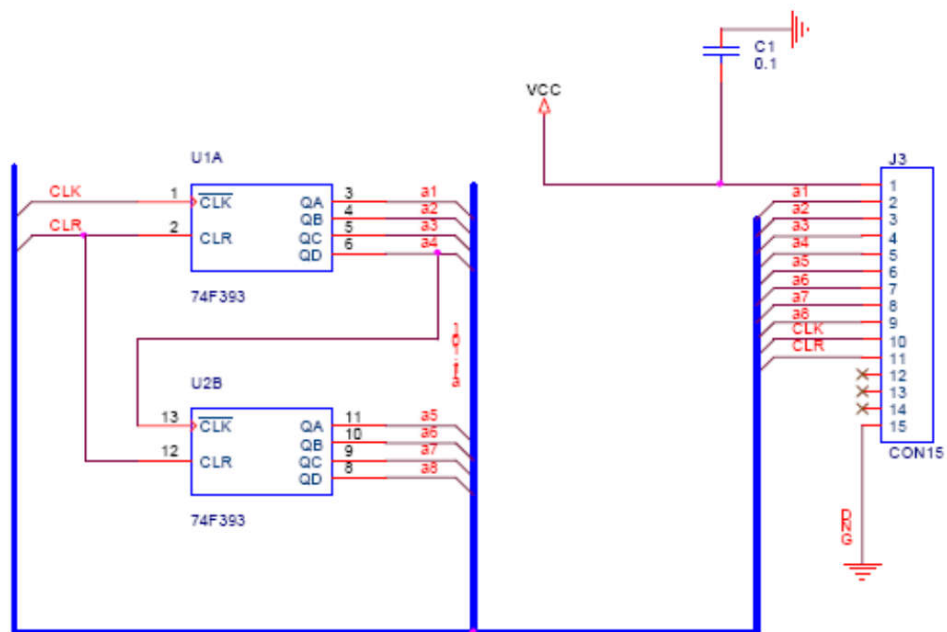 C1
0.1
VCC
U1A
J3
CLK
1
CLK
QA
3
a1
QB
4
a2
CLR
2
CLR
QC
5
a3
QD
6
a4
74F393
U2B
13
CLK
QA
11
a5
QB
10
a6
12
CLR
QC
9
a7
QD
8
a8
74F393
1
a1
2
a2
3
a3
4
a4
5
a5
6
a6
7
a7
8
a8
9
CLK
10
CLR
11
12
13
14
15
CON15